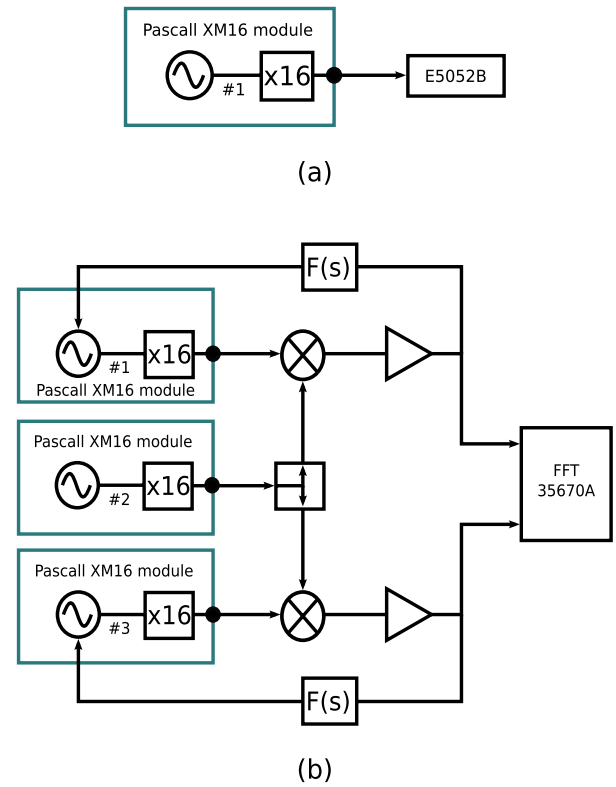 Pascall XM16 module
#1
x16
E5052B
(a)
F(s)
x16
#1
Pascall XM16 module
Pascall XM16 module
x16
#2
FFT
35670A
Pascall XM16 module
x16
#3
F(s)
(b)